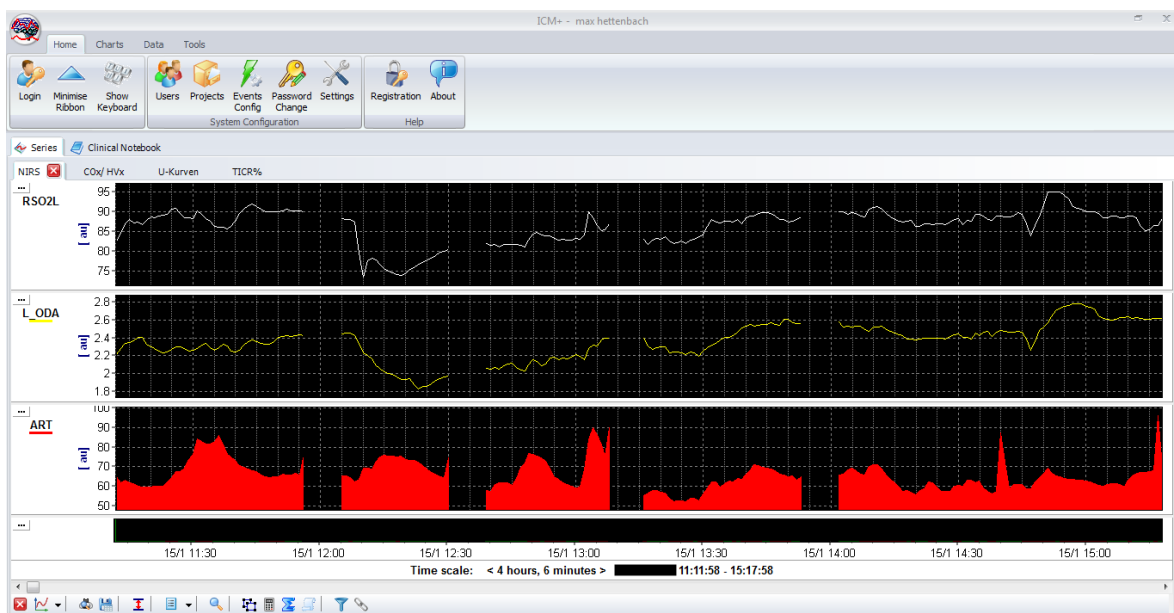 ICM+ - max hettenbach
Home Charts Data Tools
Login Minimise Ribbon Show Keyboard Users Projects Events Config Password Change Settings Registration About
System Configuration Help
Series Clinical Notebook
NIRS COx/ HVx U-Kurven TICR%
...
RSO2L
[ au]
95
90
85
80
75
...
L_ODA
[ au]
2.8
2.6
2.4
2.2
2
1.8
...
ART
[ au]
100
90
80
70
60
50
...
15/1 11:30 15/1 12:00 15/1 12:30 15/1 13:00 15/1 13:30 15/1 14:00 15/1 14:30 15/1 15:00
Time scale: < 4 hours, 6 minutes > 11:11:58 - 15:17:58